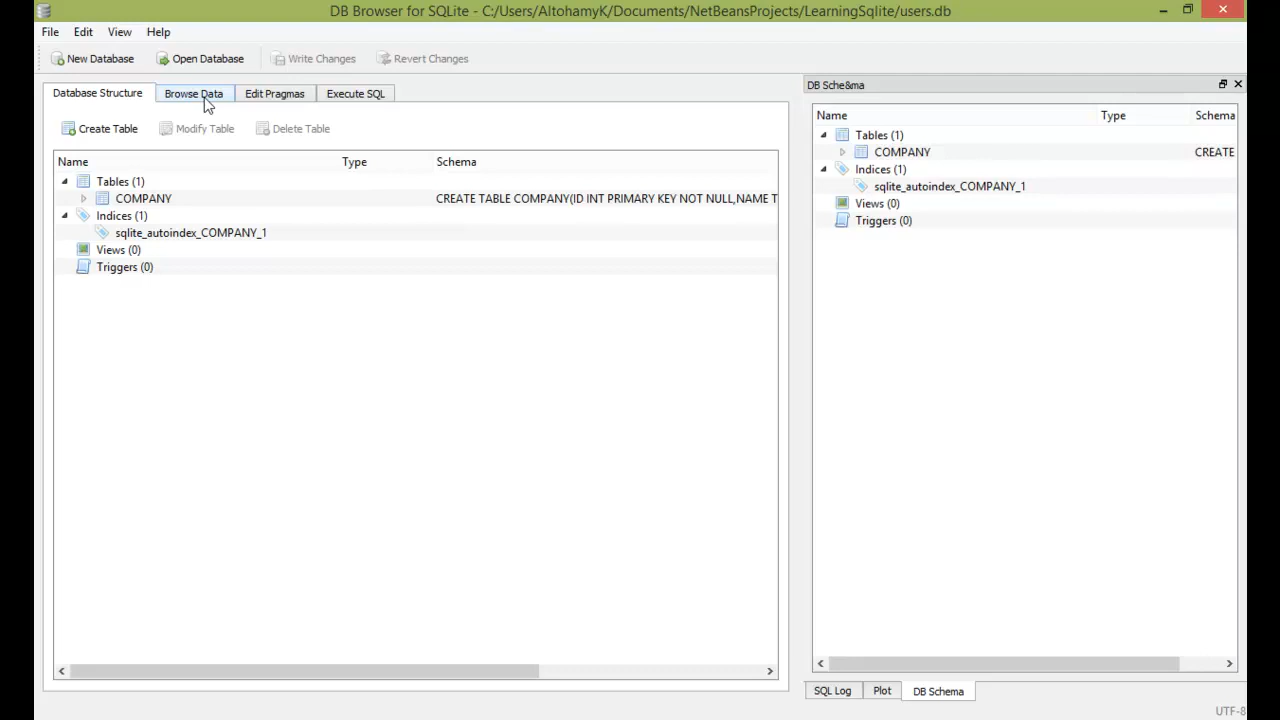 DB Browser for SQLite - C:/Users/AltohamyK/Documents/NetBeansProjects/LearningSqlite/users.db
File Edit View Help
New Database Open Database Write Changes Revert Changes
Database Structure Browse Data Edit Pragmas Execute SQL
Create Table Modify Table Delete Table
Name Type Schema
Tables (1)
COMPANY CREATE TABLE COMPANY(ID INT PRIMARY KEY NOT NULL,NAME T
Indices (1)
sqlite_autoindex_COMPANY_1
Views (0)
Triggers (0)
DB Sche&ma
Name Type Schema
Tables (1)
COMPANY CREATE
Indices (1)
sqlite_autoindex_COMPANY_1
Views (0)
Triggers (0)
SQL Log Plot DB Schema
UTF-8